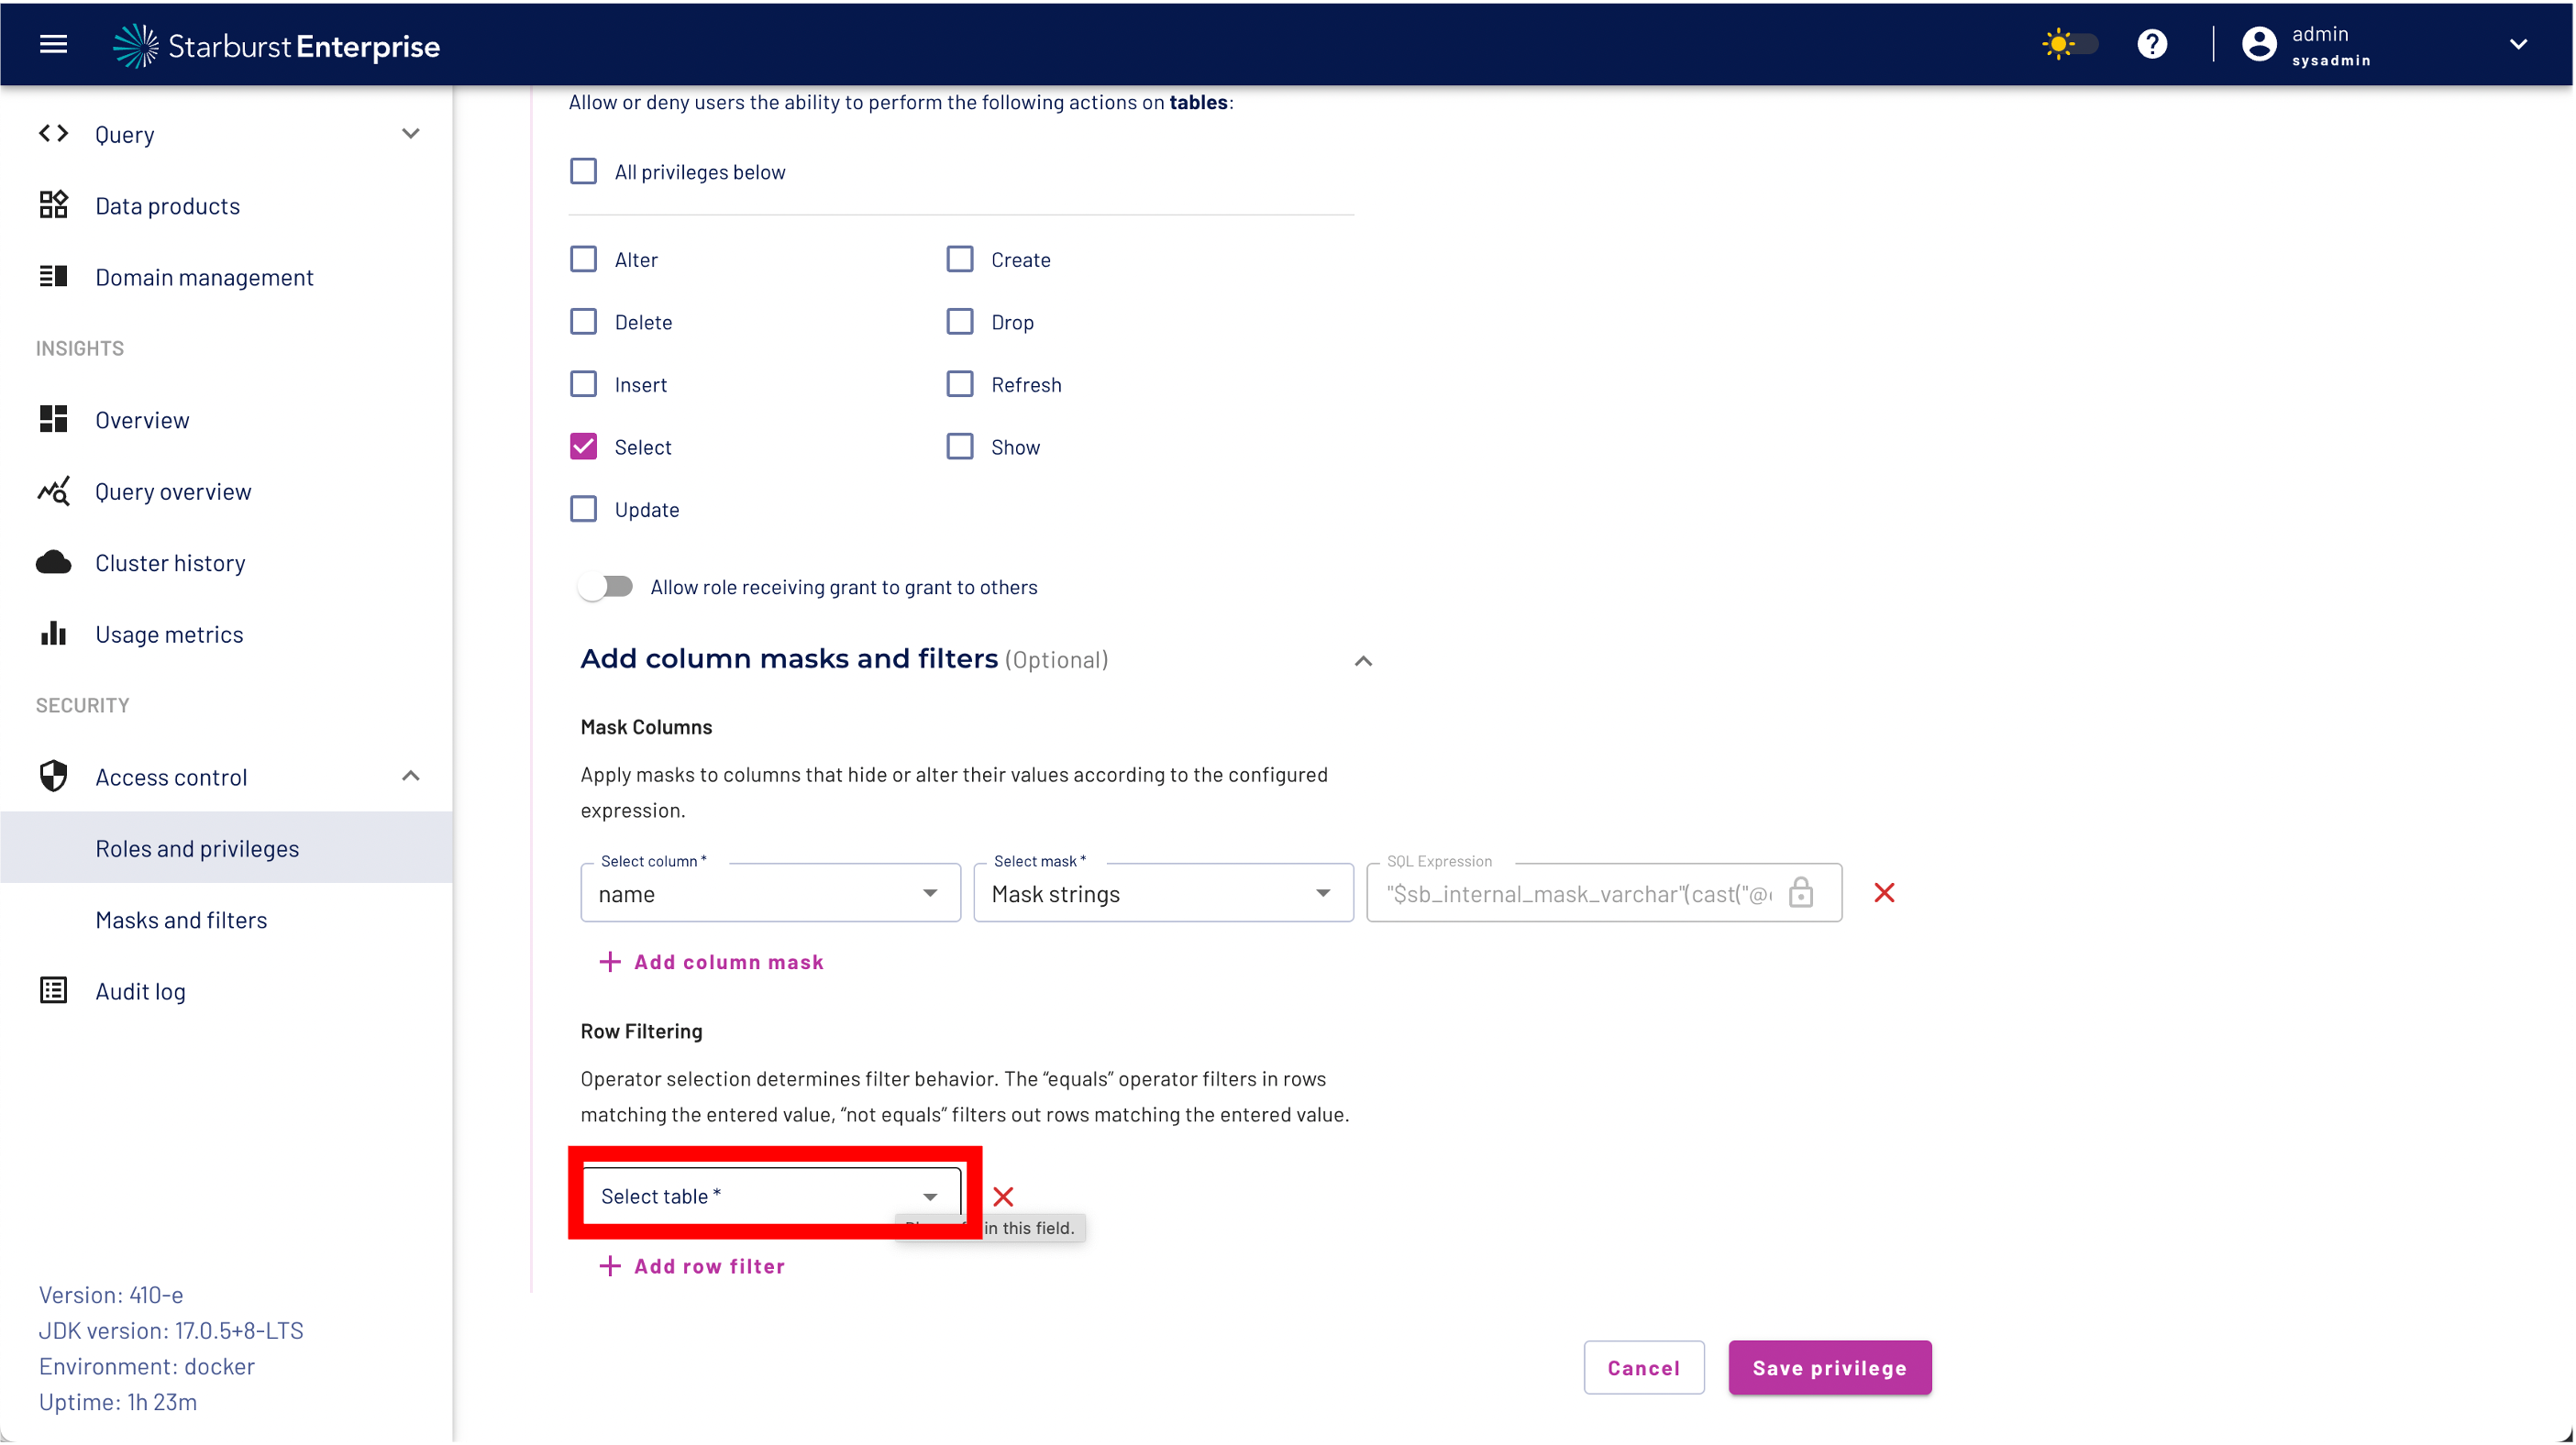 Starburst Enterprise
admin
sysadmin
Query
Data products
Domain management
INSIGHTS
Overview
Query overview
Cluster history
Usage metrics
SECURITY
Access control
Roles and privileges
Masks and filters
Audit log
Version: 410-e
JDK version: 17.0.5+8-LTS
Environment: docker
Uptime: 1h 23m
Allow or deny users the ability to perform the following actions on tables:
All privileges below
Alter
Create
Delete
Drop
Insert
Refresh
Select
Show
Update
Allow role receiving grant to grant to others
Add column masks and filters (Optional)
Mask Columns
Apply masks to columns that hide or alter their values according to the configured
expression.
Select column *
name
Select mask *
Mask strings
SQL Expression
"$sb_internal_mask_varchar"(cast("@
+ Add column mask
Row Filtering
Operator selection determines filter behavior. The “equals” operator filters in rows
matching the entered value, “not equals” filters out rows matching the entered value.
Select table *
in this field.
+ Add row filter
Cancel
Save privilege